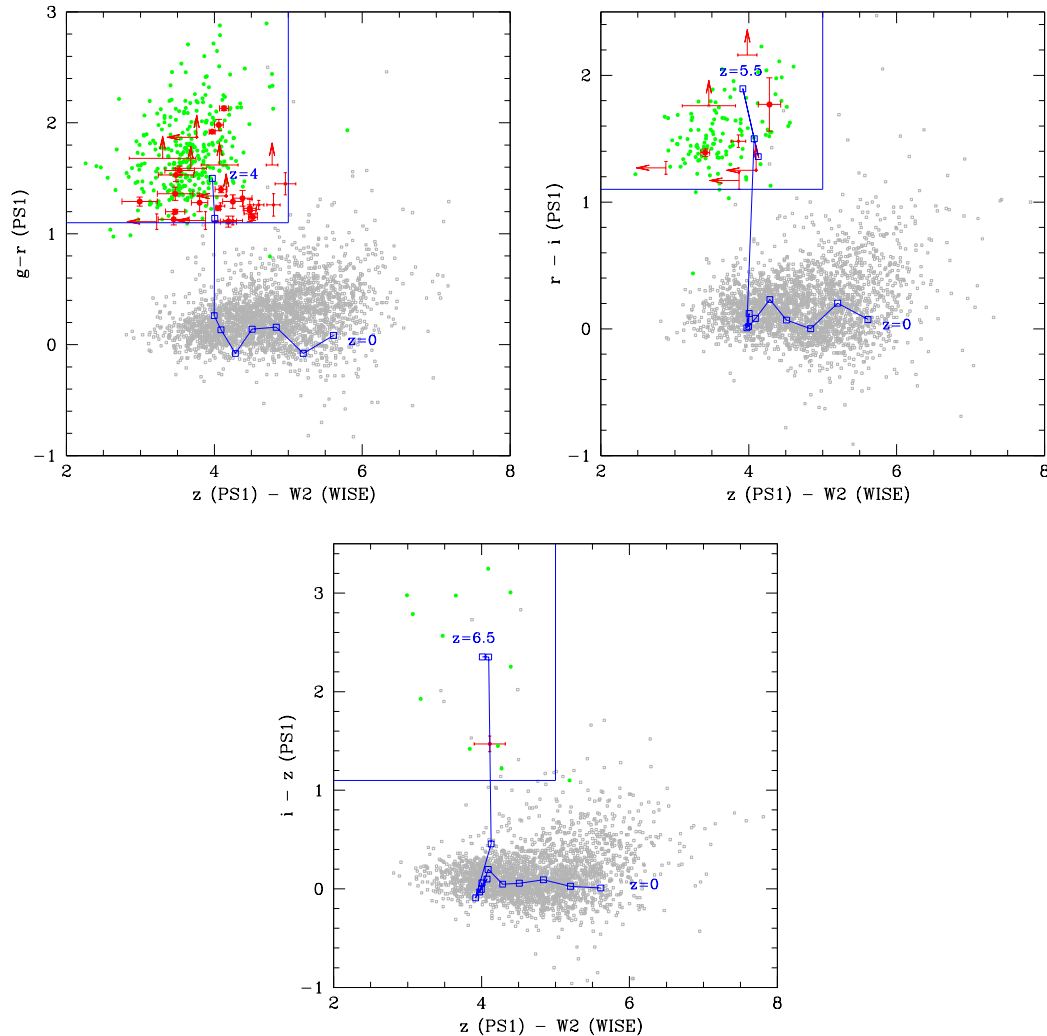 3
2
1
0
−1
g−r (PS1)
z=4
z=0
2
4
6
8
z (PS1) − W2 (WISE)
2
1
0
−1
r − i (PS1)
z=5.5
z=0
2
4
6
8
z (PS1) − W2 (WISE)
3
2
1
0
−1
i − z (PS1)
z=6.5
z=0
2
4
6
8
z (PS1) − W2 (WISE)